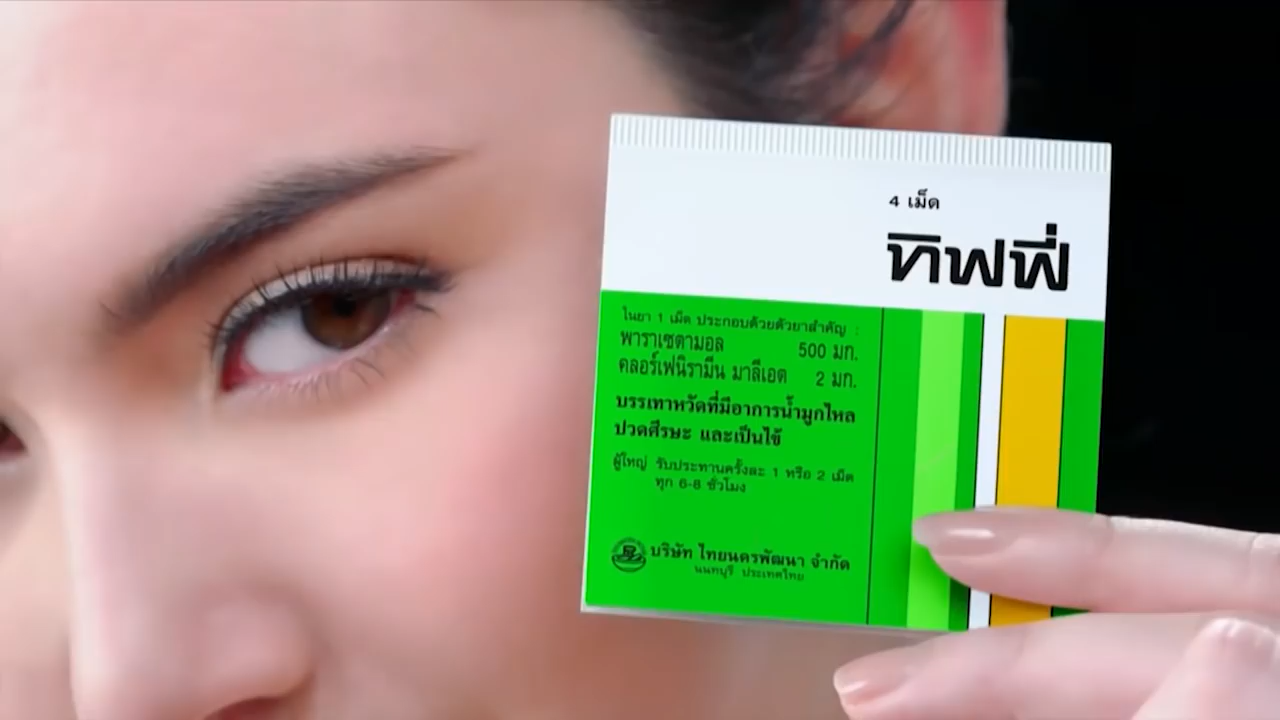 4 เม็ด
ทิฟฟี่
ในยา 1 เม็ด ประกอบด้วยตัวยาสำคัญ :
พาราเซตามอล 500 มก.
คลอร์เฟนิรามีน มาลีเอต 2 มก.
บรรเทาหวัดที่มีอาการน้ำมูกไหล
ปวดศีรษะ และเป็นไข้
ผู้ใหญ่ รับประทานครั้งละ 1 หรือ 2 เม็ด
ทุก 6-8 ชั่วโมง
บริษัท ไทยนครพัฒนา จำกัด
นนทบุรี ประเทศไทย